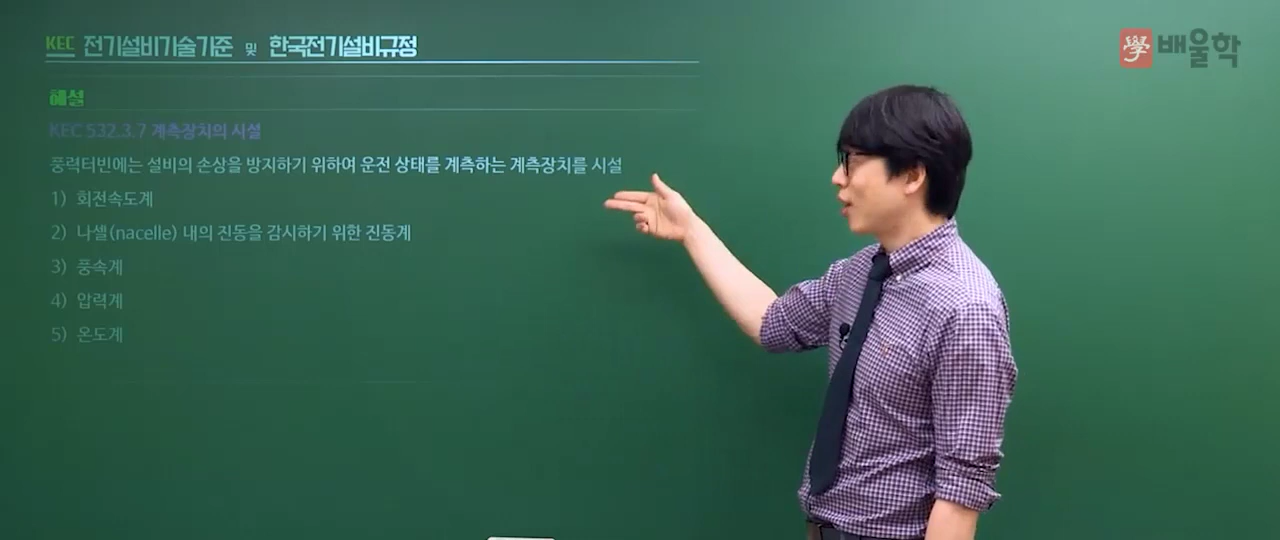 KEC 전기설비기술기준 및 한국전기설비규정
學 배울학
해설
KEC 532.3.7 계측장치의 시설
풍력터빈에는 설비의 손상을 방지하기 위하여 운전 상태를 계측하는 계측장치를 시설
1) 회전속도계
2) 나셀(nacelle) 내의 진동을 감시하기 위한 진동계
3) 풍속계
4) 압력계
5) 온도계